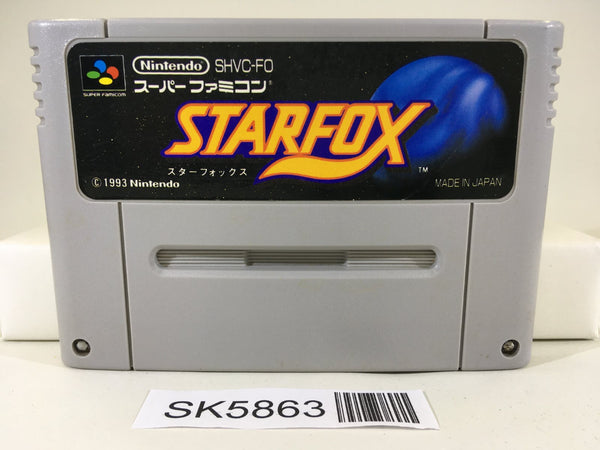 Nintendo SHVC-FO
スーパーファミコン®
SUPER FAMICOM
STARFOX ™
スターフォックス
© 1993 Nintendo
MADE IN JAPAN
SK5863